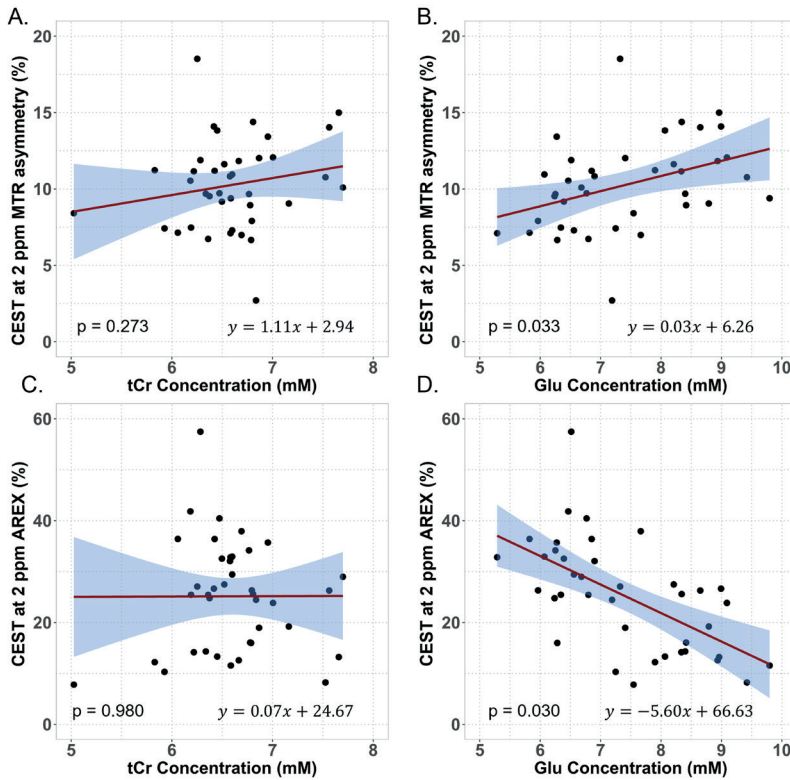 A.
CEST at 2 ppm MTR asymmetry (%)
20
15
10
5
0
p = 0.273
y = 1.11x + 2.94
5 6 7 8
tCr Concentration (mM)
B.
CEST at 2 ppm MTR asymmetry (%)
20
15
10
5
0
p = 0.033
y = 0.03x + 6.26
5 6 7 8 9 10
Glu Concentration (mM)
C.
CEST at 2 ppm AREX (%)
60
40
20
0
p = 0.980
y = 0.07x + 24.67
5 6 7 8
tCr Concentration (mM)
D.
CEST at 2 ppm AREX (%)
60
40
20
0
p = 0.030
y = −5.60x + 66.63
5 6 7 8 9 10
Glu Concentration (mM)